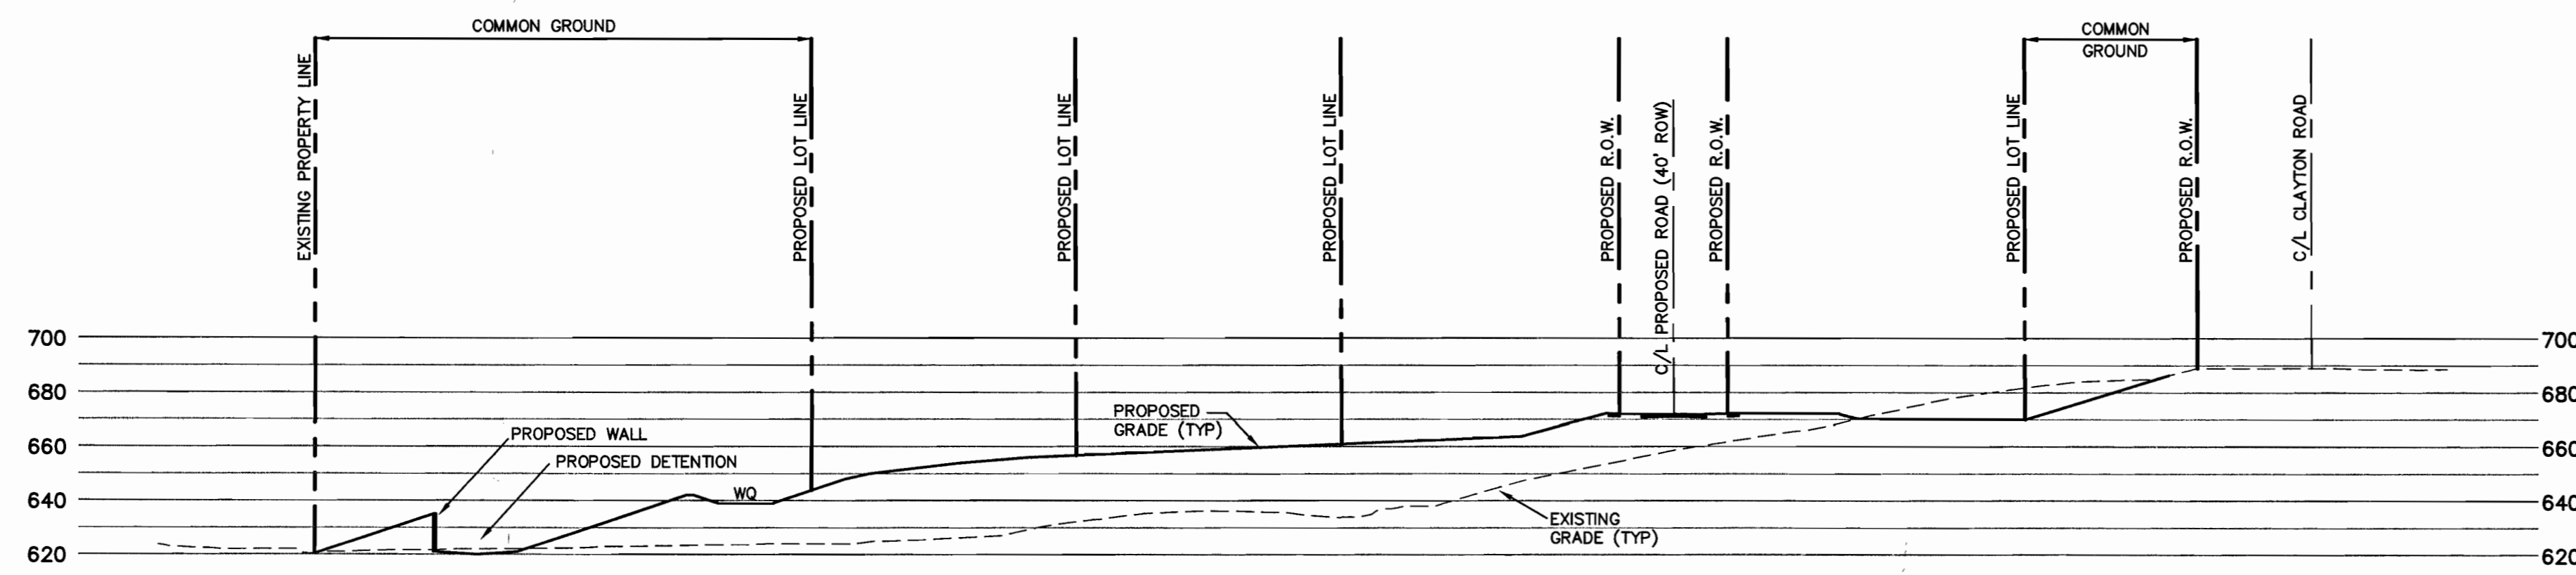 COMMON GROUND
COMMON
GROUND
EXISTING PROPERTY LINE
PROPOSED LOT LINE
PROPOSED LOT LINE
PROPOSED LOT LINE
PROPOSED R.O.W.
C/L PROPOSED ROAD (40' ROW)
PROPOSED R.O.W.
PROPOSED LOT LINE
PROPOSED R.O.W.
C/L CLAYTON ROAD
700
700
680
680
PROPOSED
GRADE (TYP)
PROPOSED WALL
660
660
PROPOSED DETENTION
WQ
640
640
EXISTING
GRADE (TYP)
620
620